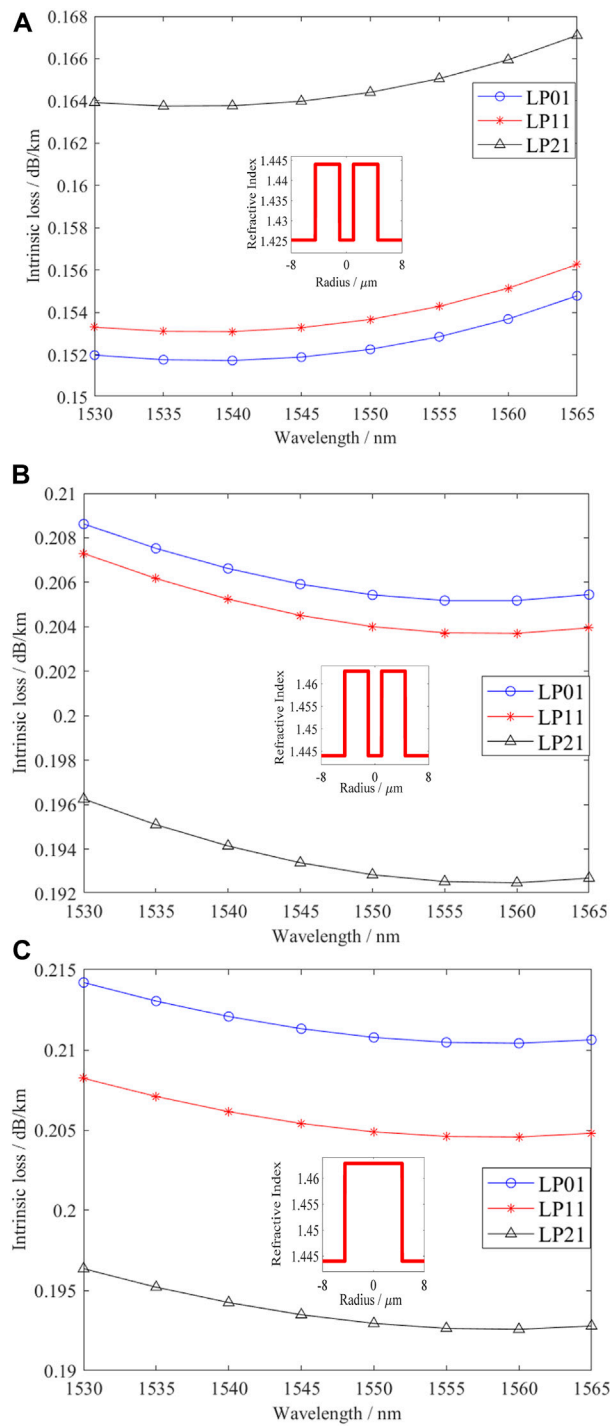 A
0.168
0.166
0.164
0.162
0.16
0.158
0.156
0.154
0.152
0.15
Intrinsic loss / dB/km
LP01
LP11
LP21
1.445
1.44
1.435
1.43
1.425
Refractive Index
-8 0 8
Radius / μm
1530 1535 1540 1545 1550 1555 1560 1565
Wavelength / nm
B
0.21
0.208
0.206
0.204
0.202
0.2
0.198
0.196
0.194
0.192
Intrinsic loss / dB/km
LP01
LP11
LP21
1.46
1.455
1.45
1.445
Refractive Index
-8 0 8
Radius / μm
1530 1535 1540 1545 1550 1555 1560 1565
Wavelength / nm
C
0.215
0.21
0.205
0.2
0.195
0.19
Intrinsic loss / dB/km
LP01
LP11
LP21
1.46
1.455
1.45
1.445
Refractive Index
-8 0 8
Radius / μm
1530 1535 1540 1545 1550 1555 1560 1565
Wavelength / nm